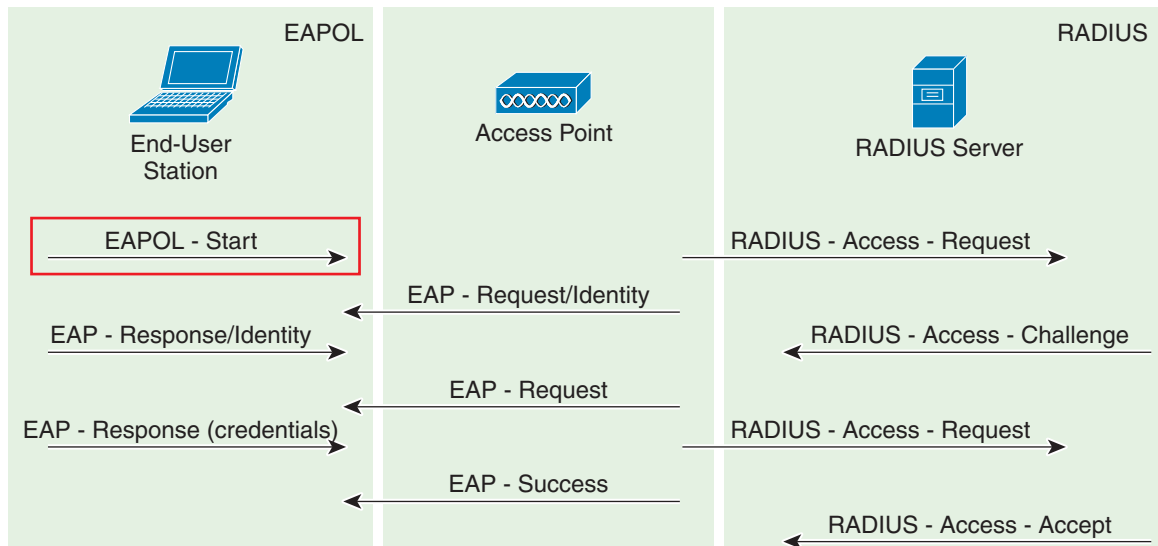 EAPOL
RADIUS
End-User
Station
Access Point
RADIUS Server
EAPOL - Start
RADIUS - Access - Request
EAP - Request/Identity
EAP - Response/Identity
RADIUS - Access - Challenge
EAP - Request
EAP - Response (credentials)
RADIUS - Access - Request
EAP - Success
RADIUS - Access - Accept